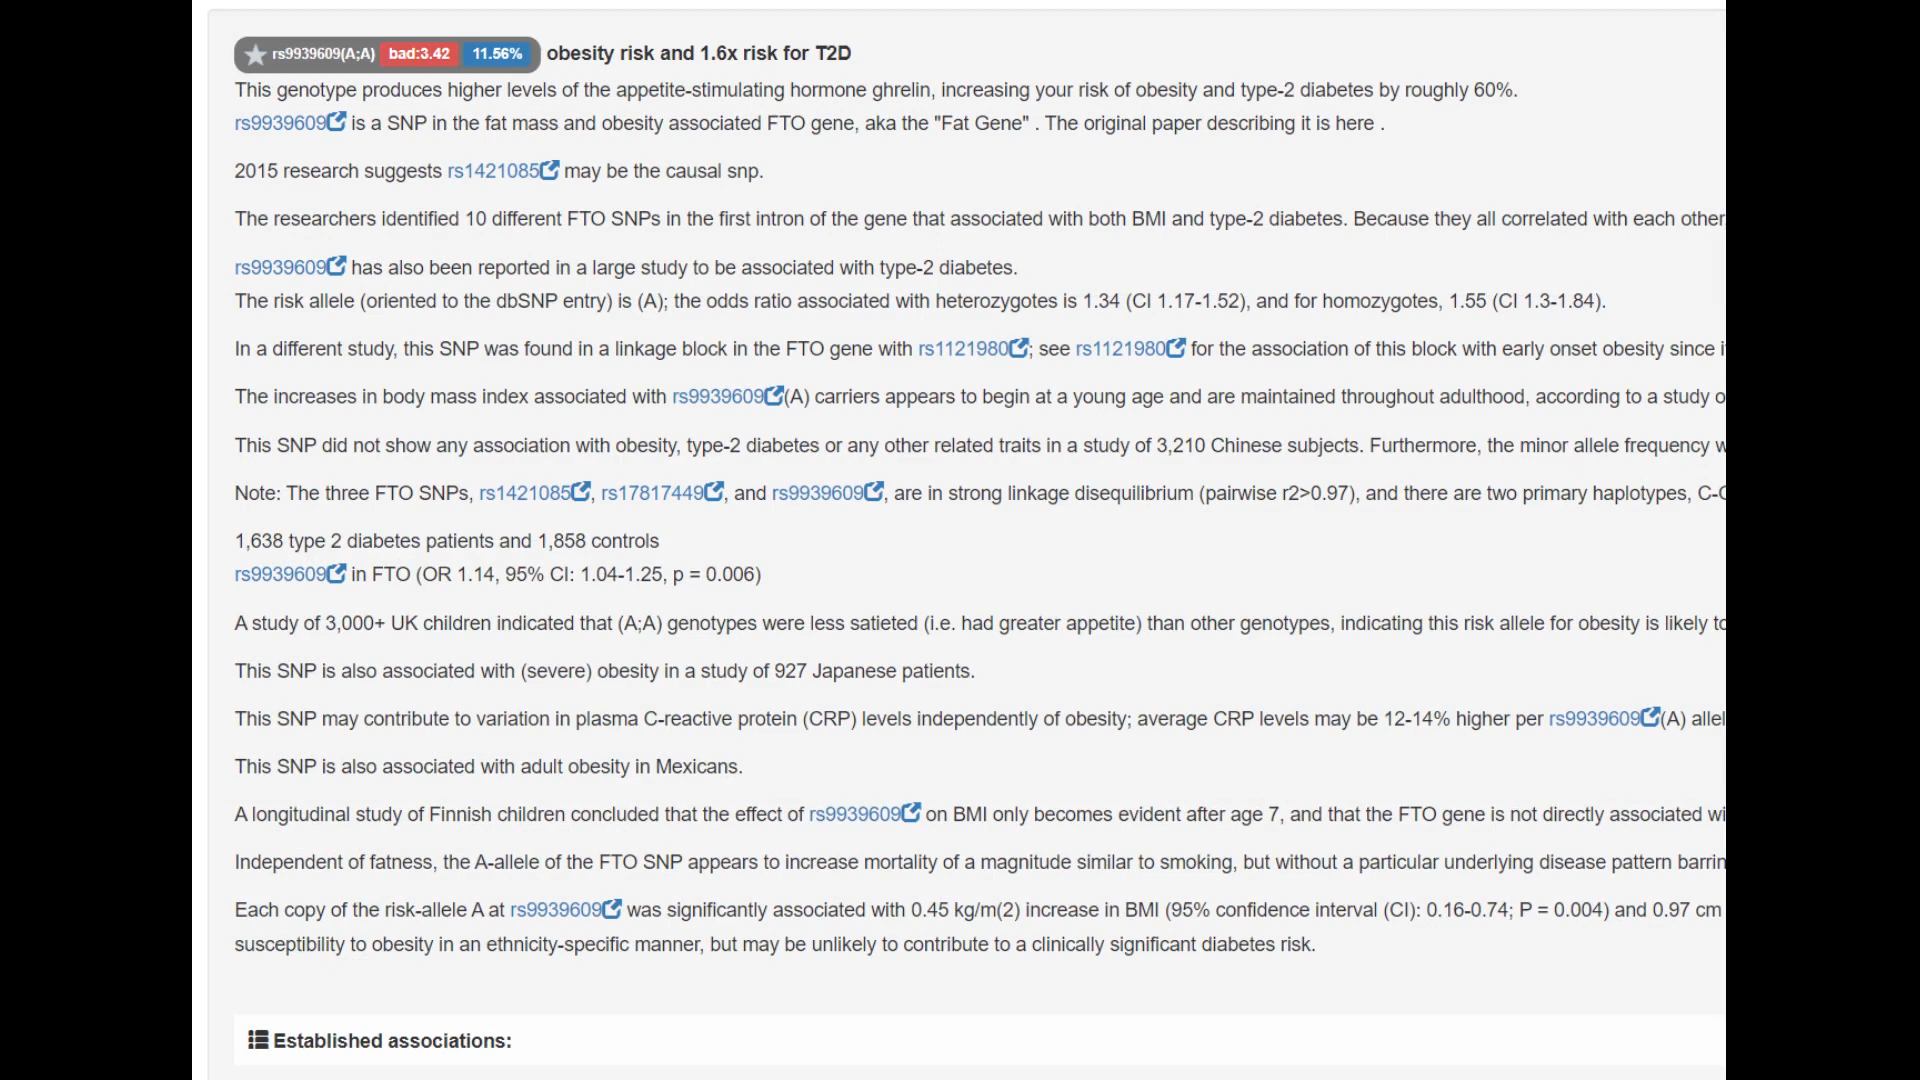 rs9939609(A;A) bad:3.42 11.56% obesity risk and 1.6x risk for T2D
This genotype produces higher levels of the appetite-stimulating hormone ghrelin, increasing your risk of obesity and type-2 diabetes by roughly 60%.
rs9939609 is a SNP in the fat mass and obesity associated FTO gene, aka the "Fat Gene" . The original paper describing it is here .
2015 research suggests rs1421085 may be the causal snp.
The researchers identified 10 different FTO SNPs in the first intron of the gene that associated with both BMI and type-2 diabetes. Because they all correlated with each other,
rs9939609 has also been reported in a large study to be associated with type-2 diabetes.
The risk allele (oriented to the dbSNP entry) is (A); the odds ratio associated with heterozygotes is 1.34 (CI 1.17-1.52), and for homozygotes, 1.55 (CI 1.3-1.84).
In a different study, this SNP was found in a linkage block in the FTO gene with rs1121980; see rs1121980 for the association of this block with early onset obesity since
The increases in body mass index associated with rs9939609(A) carriers appears to begin at a young age and are maintained throughout adulthood, according to a study
This SNP did not show any association with obesity, type-2 diabetes or any other related traits in a study of 3,210 Chinese subjects. Furthermore, the minor allele frequency
Note: The three FTO SNPs, rs1421085, rs17817449, and rs9939609, are in strong linkage disequilibrium (pairwise r2>0.97), and there are two primary haplotypes,
1,638 type 2 diabetes patients and 1,858 controls
rs9939609 in FTO (OR 1.14, 95% CI: 1.04-1.25, p = 0.006)
A study of 3,000+ UK children indicated that (A;A) genotypes were less satieted (i.e. had greater appetite) than other genotypes, indicating this risk allele for obesity is likely
This SNP is also associated with (severe) obesity in a study of 927 Japanese patients.
This SNP may contribute to variation in plasma C-reactive protein (CRP) levels independently of obesity; average CRP levels may be 12-14% higher per rs9939609(A)
This SNP is also associated with adult obesity in Mexicans.
A longitudinal study of Finnish children concluded that the effect of rs9939609 on BMI only becomes evident after age 7, and that the FTO gene is not directly associated
Independent of fatness, the A-allele of the FTO SNP appears to increase mortality of a magnitude similar to smoking, but without a particular underlying disease pattern
Each copy of the risk-allele A at rs9939609 was significantly associated with 0.45 kg/m(2) increase in BMI (95% confidence interval (CI): 0.16-0.74; P = 0.004) and 0.97 cm
susceptibility to obesity in an ethnicity-specific manner, but may be unlikely to contribute to a clinically significant diabetes risk.
Established associations: